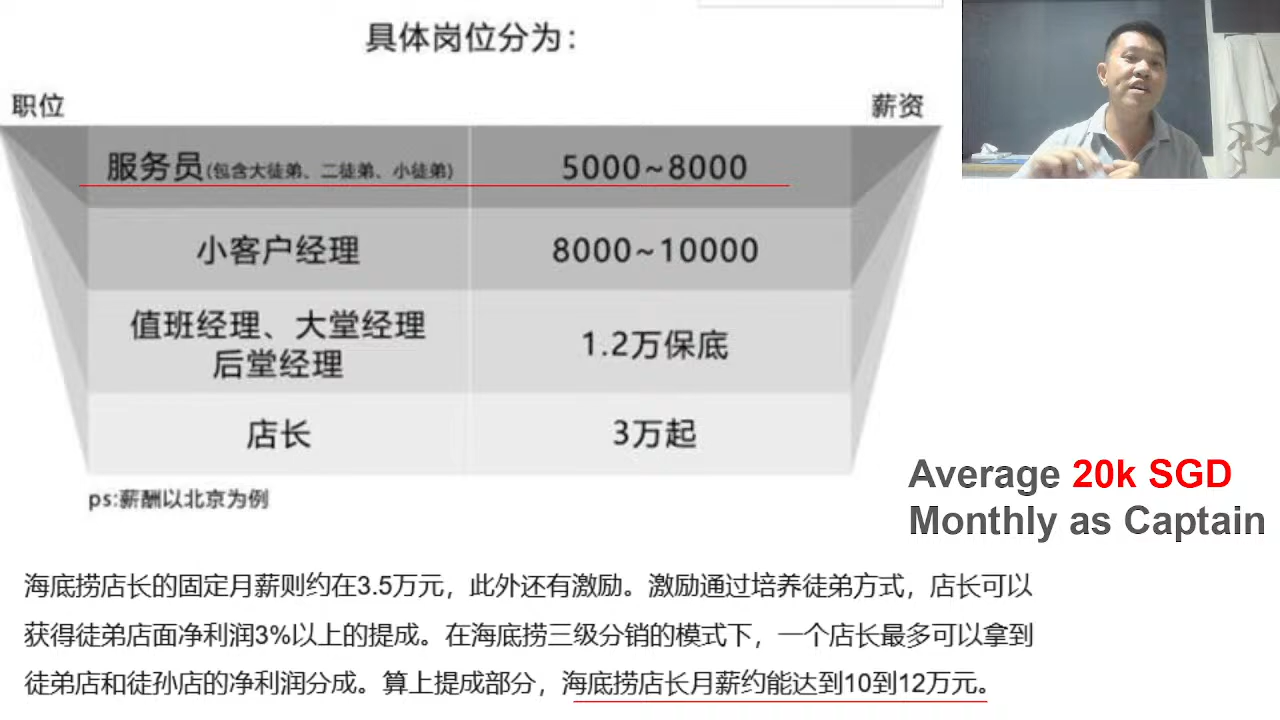 具体岗位分为：
职位
薪资
服务员(包含大徒弟、二徒弟、小徒弟)
5000~8000
小客户经理
8000~10000
值班经理、大堂经理
后堂经理
1.2万保底
店长
3万起
ps:薪酬以北京为例
Average 20k SGD
Monthly as Captain
海底捞店长的固定月薪则约在3.5万元，此外还有激励。激励通过培养徒弟方式，店长可以
获得徒弟店面净利润3%以上的提成。在海底捞三级分销的模式下，一个店长最多可以拿到
徒弟店和徒孙店的净利润分成。算上提成部分，海底捞店长月薪约能达到10到12万元。